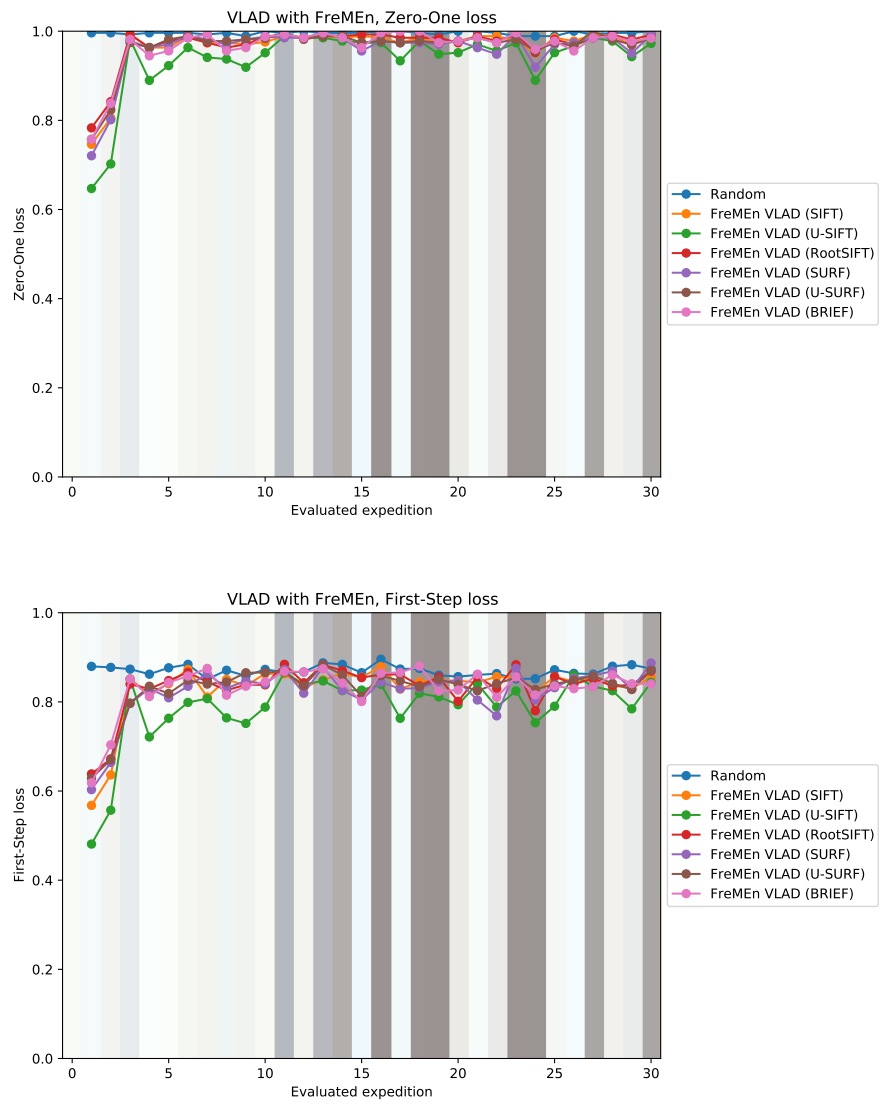 VLAD with FreMEn, Zero-One loss
1.0
0.8
0.6
0.4
0.2
0.0
Zero-One loss
0 5 10 15 20 25 30
Evaluated expedition
Random
FreMEn VLAD (SIFT)
FreMEn VLAD (U-SIFT)
FreMEn VLAD (RootSIFT)
FreMEn VLAD (SURF)
FreMEn VLAD (U-SURF)
FreMEn VLAD (BRIEF)
VLAD with FreMEn, First-Step loss
1.0
0.8
0.6
0.4
0.2
0.0
First-Step loss
0 5 10 15 20 25 30
Evaluated expedition
Random
FreMEn VLAD (SIFT)
FreMEn VLAD (U-SIFT)
FreMEn VLAD (RootSIFT)
FreMEn VLAD (SURF)
FreMEn VLAD (U-SURF)
FreMEn VLAD (BRIEF)